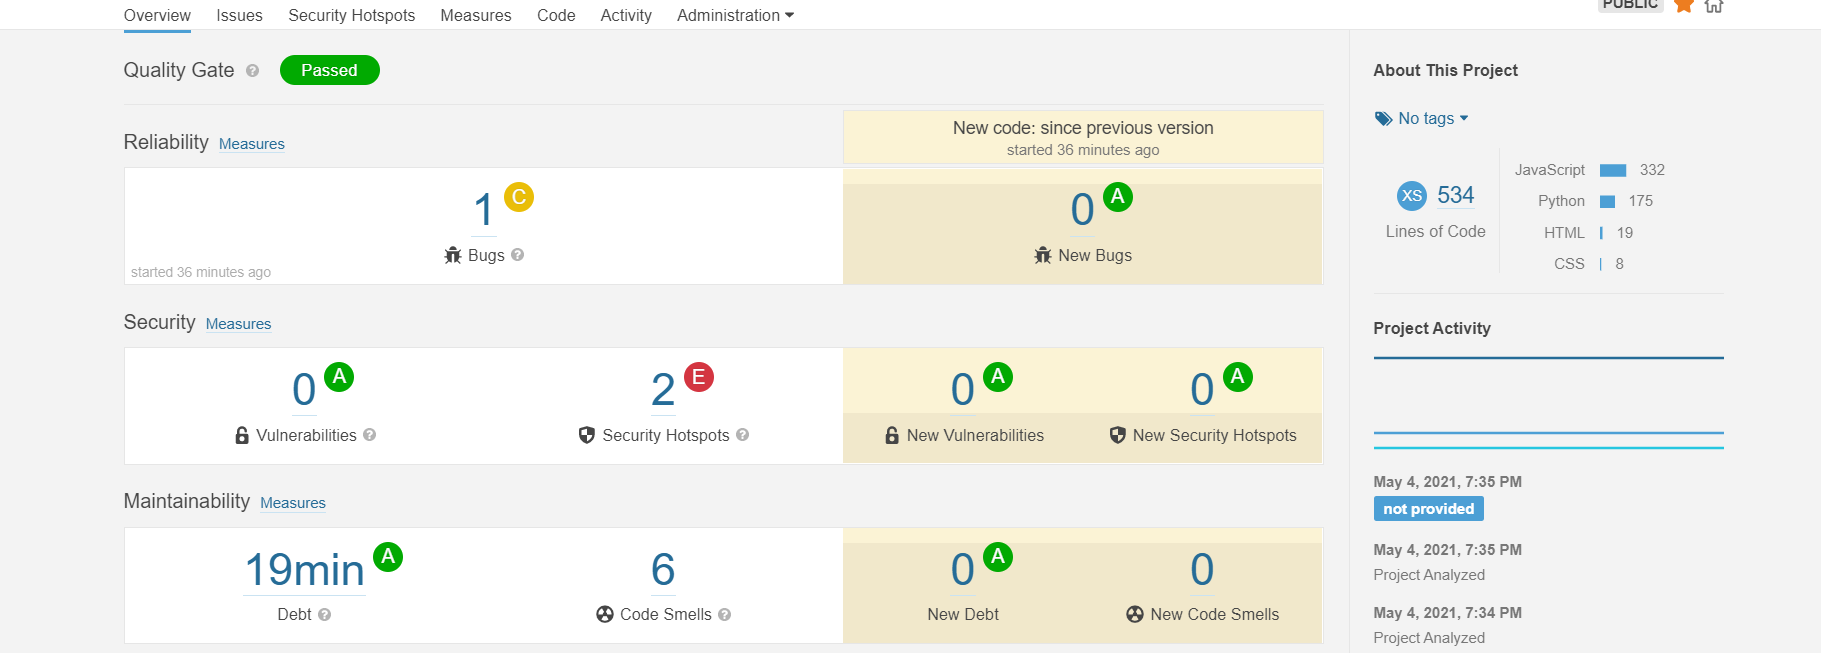 Overview Issues Security Hotspots Measures Code Activity Administration
PUBLIC
Quality Gate ? Passed
Reliability Measures
New code: since previous version
started 36 minutes ago
1 C
Bugs ?
started 36 minutes ago
0 A
New Bugs
Security Measures
0 A
Vulnerabilities ?
2 E
Security Hotspots ?
0 A
New Vulnerabilities
0 A
New Security Hotspots
Maintainability Measures
19min A
Debt ?
6
Code Smells ?
0 A
New Debt
0
New Code Smells
About This Project
No tags
XS 534
Lines of Code
JavaScript 332
Python 175
HTML 19
CSS 8
Project Activity
May 4, 2021, 7:35 PM
not provided
May 4, 2021, 7:35 PM
Project Analyzed
May 4, 2021, 7:34 PM
Project Analyzed